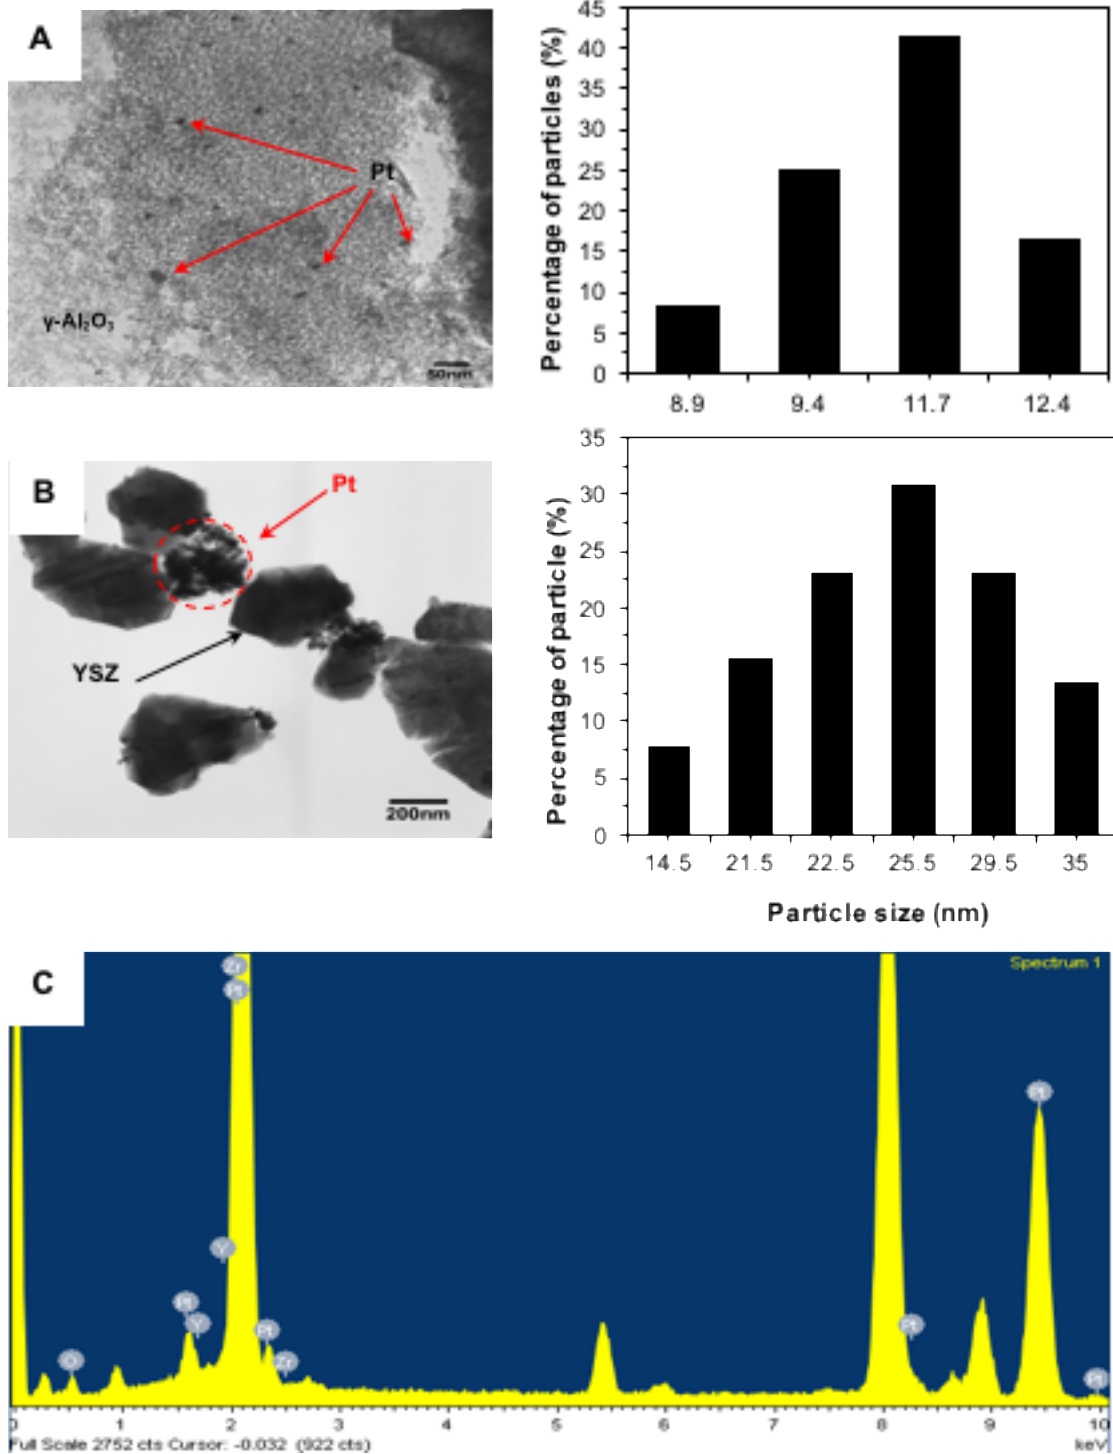 A
Pt
γ-Al₂O₃
50nm
Percentage of particles (%)
45
40
35
30
25
20
15
10
5
0
8.9 9.4 11.7 12.4
B
Pt
YSZ
200nm
Percentage of particle (%)
35
30
25
20
15
10
5
0
14.5 21.5 22.5 25.5 29.5 35
Particle size (nm)
C
Spectrum 1
Zr
Pt
Pt
Y
Pt
Y
Pt
Pt
Zr
O
Pt
0 1 2 3 4 5 6 7 8 9 10
Full Scale 2752 cts Cursor: -0.032 (922 cts)
keV